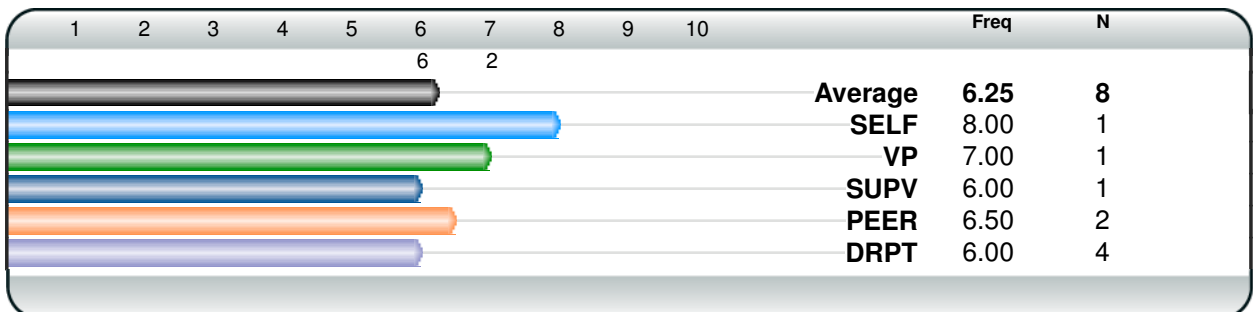 1 2 3 4 5 6 7 8 9 10 Freq N
6 2
Average 6.25 8
SELF 8.00 1
VP 7.00 1
SUPV 6.00 1
PEER 6.50 2
DRPT 6.00 4